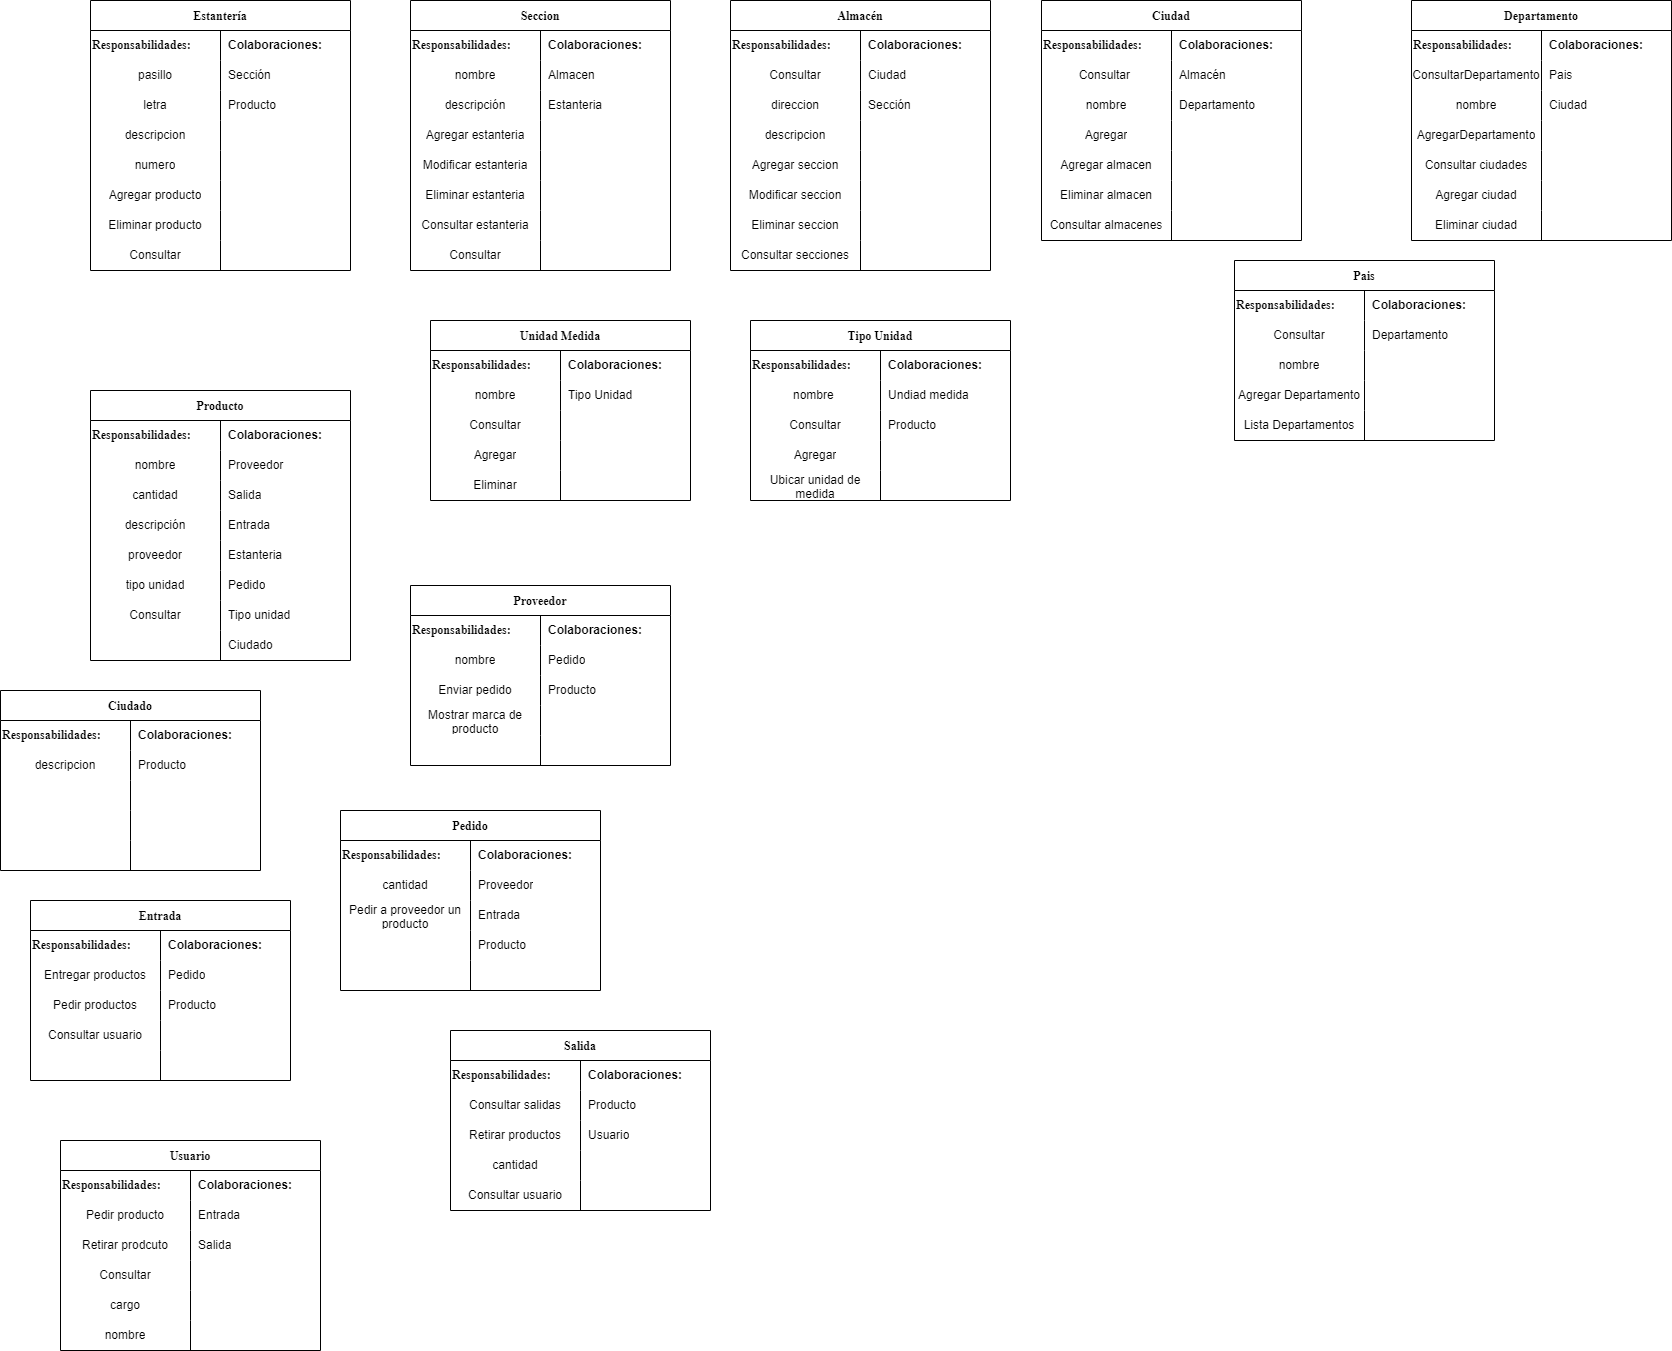 Estantería
Responsabilidades:
Colaboraciones:
pasillo
Sección
letra
Producto
descripcion
numero
Agregar producto
Eliminar producto
Consultar
Seccion
Responsabilidades:
Colaboraciones:
nombre
Almacen
descripción
Estanteria
Agregar estanteria
Modificar estanteria
Eliminar estanteria
Consultar estanteria
Consultar
Almacén
Responsabilidades:
Colaboraciones:
Consultar
Ciudad
direccion
Sección
descripcion
Agregar seccion
Modificar seccion
Eliminar seccion
Consultar secciones
Ciudad
Responsabilidades:
Colaboraciones:
Consultar
Almacén
nombre
Departamento
Agregar
Agregar almacen
Eliminar almacen
Consultar almacenes
Departamento
Responsabilidades:
Colaboraciones:
ConsultarDepartamento
Pais
nombre
Ciudad
AgregarDepartamento
Consultar ciudades
Agregar ciudad
Eliminar ciudad
Pais
Responsabilidades:
Colaboraciones:
Consultar
Departamento
nombre
Agregar Departamento
Lista Departamentos
Unidad Medida
Responsabilidades:
Colaboraciones:
nombre
Tipo Unidad
Consultar
Agregar
Eliminar
Tipo Unidad
Responsabilidades:
Colaboraciones:
nombre
Undiad medida
Consultar
Producto
Agregar
Ubicar unidad de
medida
Producto
Responsabilidades:
Colaboraciones:
nombre
Proveedor
cantidad
Salida
descripción
Entrada
proveedor
Estanteria
tipo unidad
Pedido
Consultar
Tipo unidad
Ciudado
Proveedor
Responsabilidades:
Colaboraciones:
nombre
Pedido
Enviar pedido
Producto
Mostrar marca de
producto
Ciudado
Responsabilidades:
Colaboraciones:
descripcion
Producto
Pedido
Responsabilidades:
Colaboraciones:
cantidad
Proveedor
Pedir a proveedor un
producto
Entrada
Producto
Entrada
Responsabilidades:
Colaboraciones:
Entregar productos
Pedido
Pedir productos
Producto
Consultar usuario
Salida
Responsabilidades:
Colaboraciones:
Consultar salidas
Producto
Retirar productos
Usuario
cantidad
Consultar usuario
Usuario
Responsabilidades:
Colaboraciones:
Pedir producto
Entrada
Retirar prodcuto
Salida
Consultar
cargo
nombre